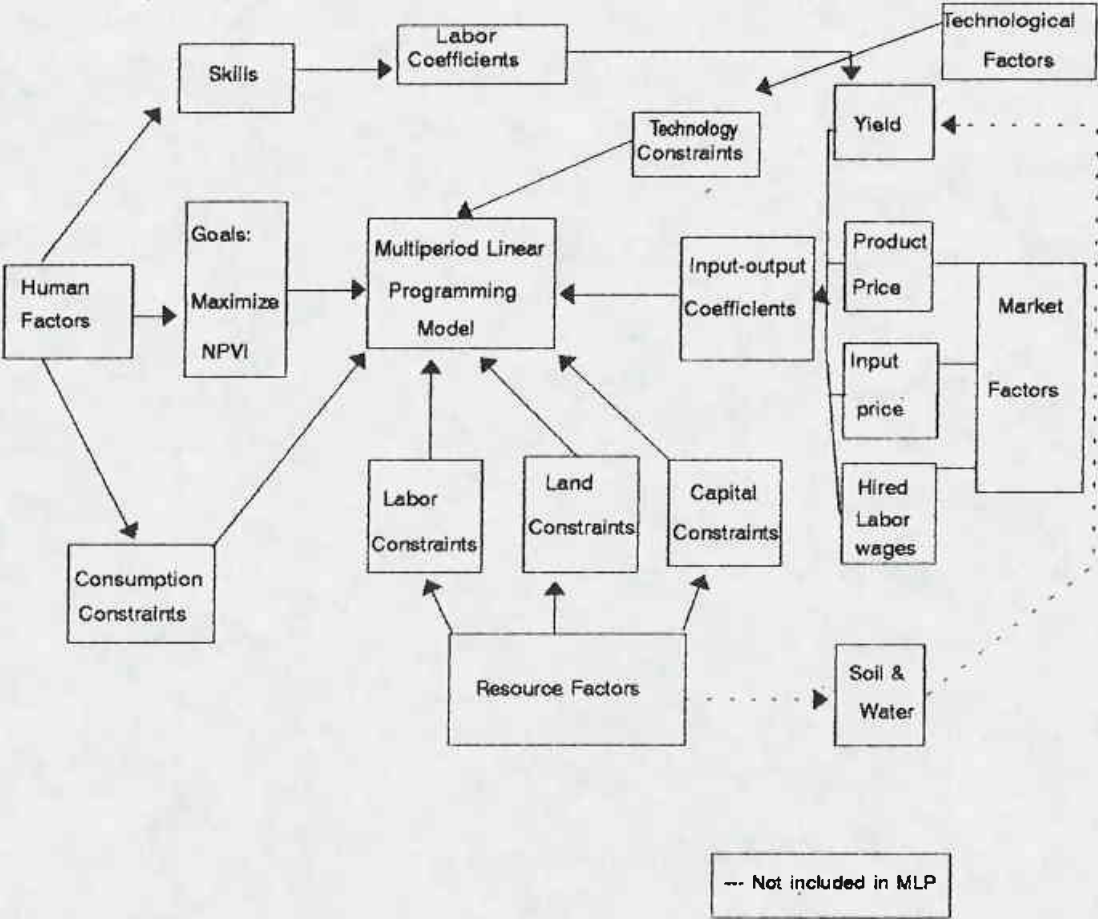 Labor
Coefficients
Technological
Factors
Skills
Yield
Technology
Constraints
Goals:
Maximize
NPVI
Multiperiod Linear
Programming
Model
Input-output
Coefficients
Product
Price
Market
Factors
Human
Factors
Input
price
Hired
Labor
wages
Labor
Constraints
Land
Constraints
Capital
Constraints
Consumption
Constraints
Resource Factors
Soil &
Water
--- Not included in MLP